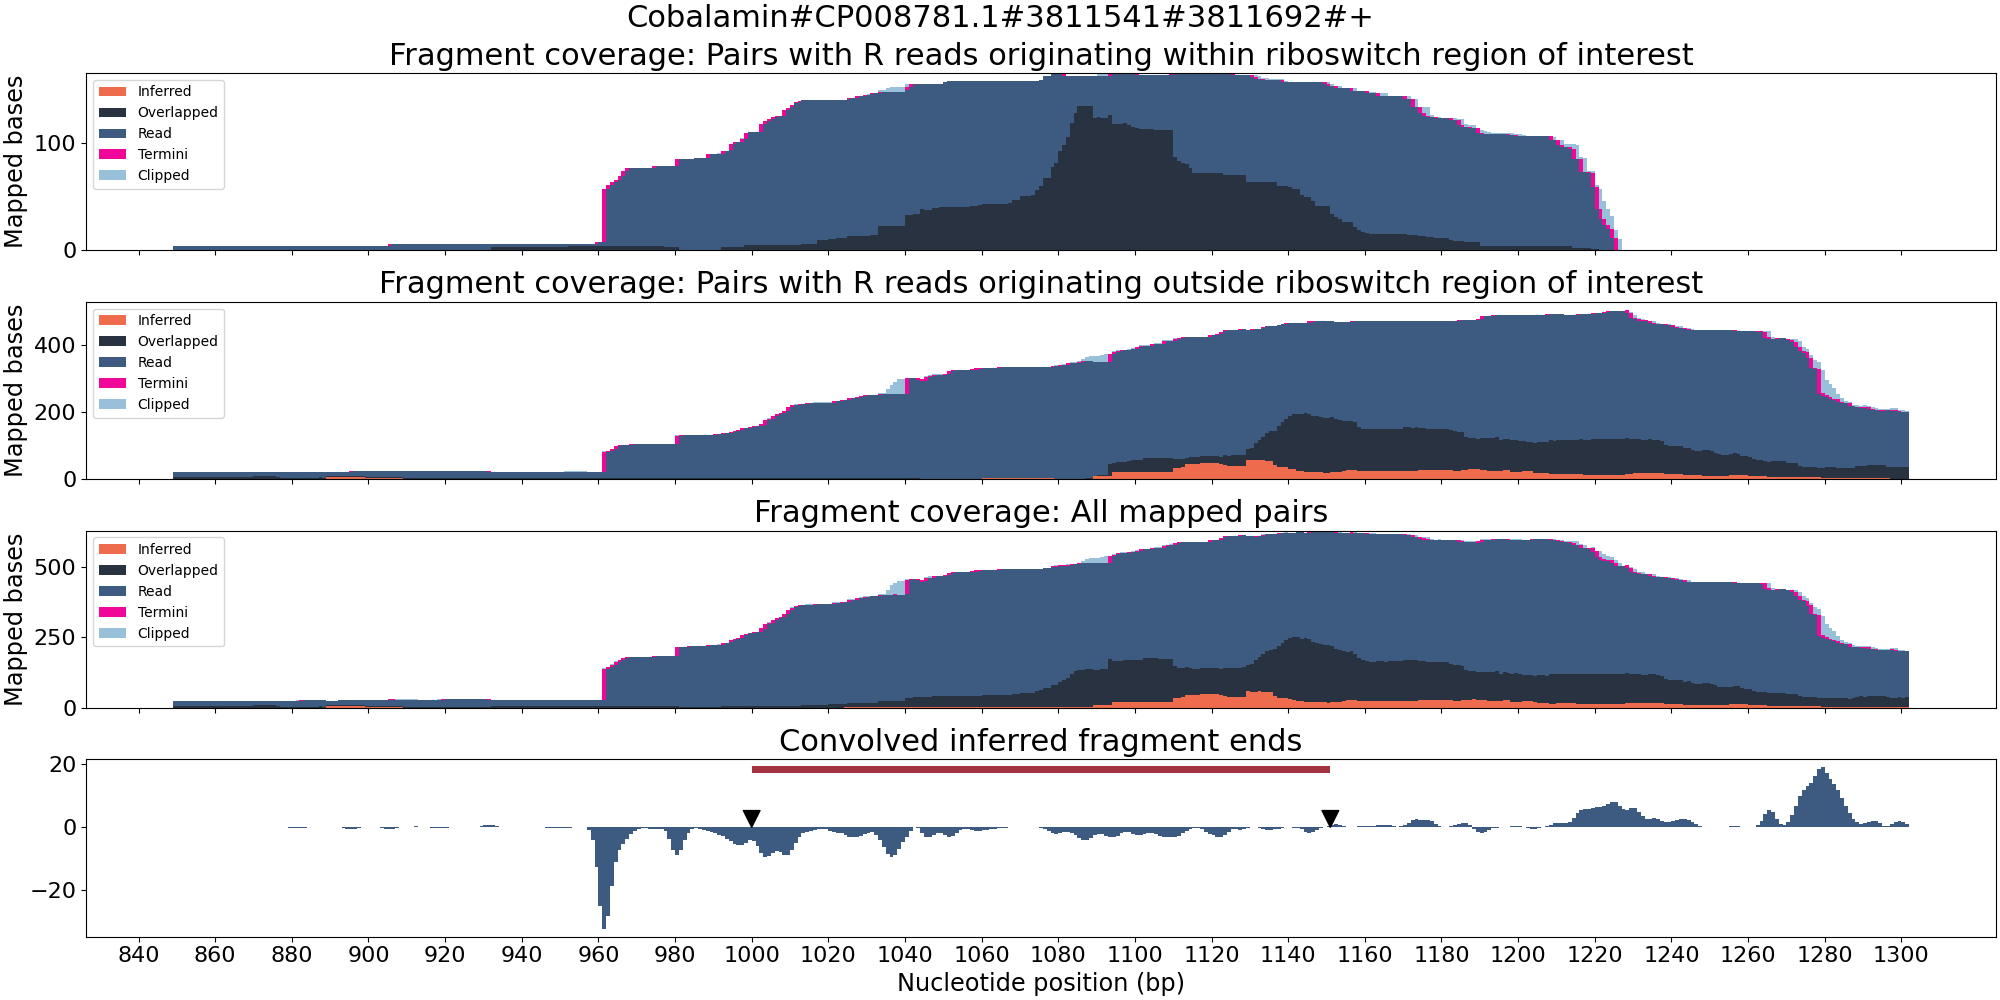 Cobalamin#CP008781.1#3811541#3811692#+
Fragment coverage: Pairs with R reads originating within riboswitch region of interest
Mapped bases
100
0
Inferred
Overlapped
Read
Termini
Clipped
Fragment coverage: Pairs with R reads originating outside riboswitch region of interest
Mapped bases
400
200
0
Inferred
Overlapped
Read
Termini
Clipped
Fragment coverage: All mapped pairs
Mapped bases
500
250
0
Inferred
Overlapped
Read
Termini
Clipped
Convolved inferred fragment ends
20
0
−20
840 860 880 900 920 940 960 980 1000 1020 1040 1060 1080 1100 1120 1140 1160 1180 1200 1220 1240 1260 1280 1300
Nucleotide position (bp)